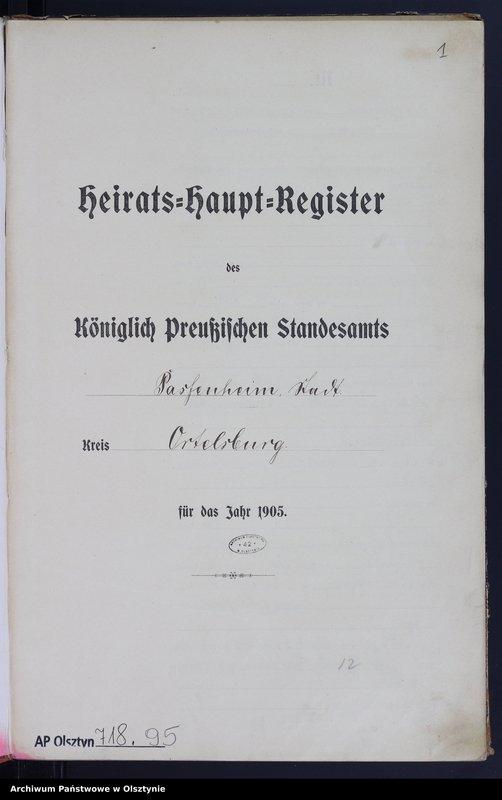 1
Heirats=Haupt=Register
des
Königlich Preußischen Standesamts
Passenheim, Stadt
Kreis Ortelsburg.
für das Jahr 1905.
42
12
AP Olsztyn 718. 95
Archiwum Państwowe w Olsztynie